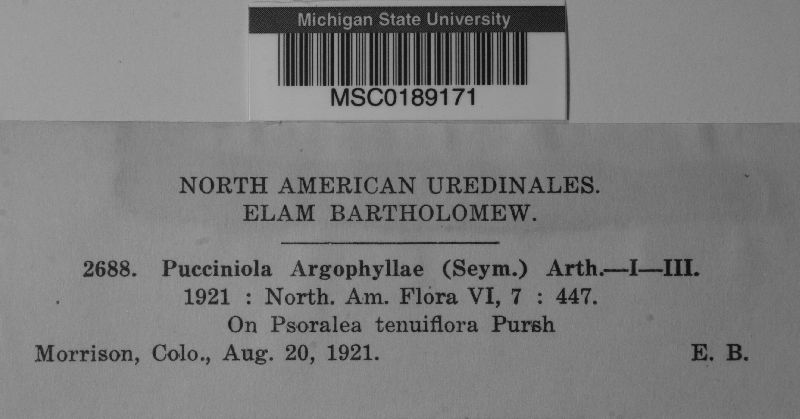 Michigan State University
MSC0189171
NORTH AMERICAN UREDINALES.
ELAM BARTHOLOMEW.
2688. Pucciniola Argophyllae (Seym.) Arth.—I—III.
1921 : North. Am. Flora VI, 7 : 447.
On Psoralea tenuiflora Pursh
Morrison, Colo., Aug. 20, 1921. E. B.